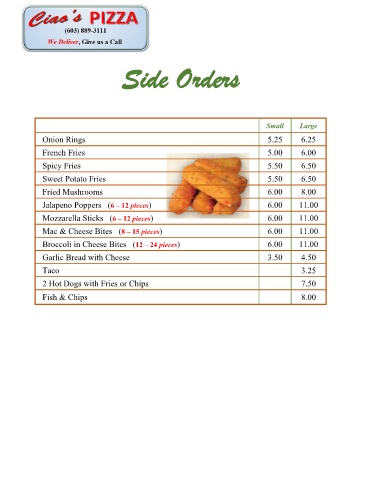 Ciao's PIZZA
(603) 889-3111
We Deliver, Give us a Call
Side Orders
Small Large
Onion Rings 5.25 6.25
French Fries 5.00 6.00
Spicy Fries 5.50 6.50
Sweet Potato Fries 5.50 6.50
Fried Mushrooms 6.00 8.00
Jalapeno Poppers (6 – 12 pieces) 6.00 11.00
Mozzarella Sticks (6 – 12 pieces) 6.00 11.00
Mac & Cheese Bites (8 – 15 pieces) 6.00 11.00
Broccoli in Cheese Bites (12 – 24 pieces) 6.00 11.00
Garlic Bread with Cheese 3.50 4.50
Taco 3.25
2 Hot Dogs with Fries or Chips 7.50
Fish & Chips 8.00